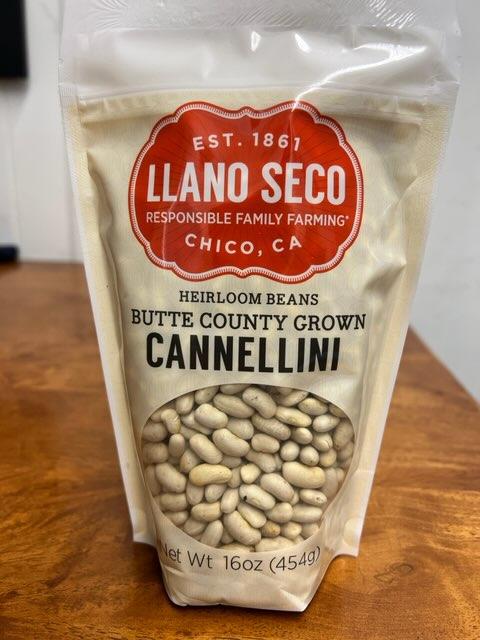 EST. 1861
LLANO SECO
RESPONSIBLE FAMILY FARMING®
CHICO, CA
HEIRLOOM BEANS
BUTTE COUNTY GROWN
CANNELLINI
Net Wt 16oz (454g)